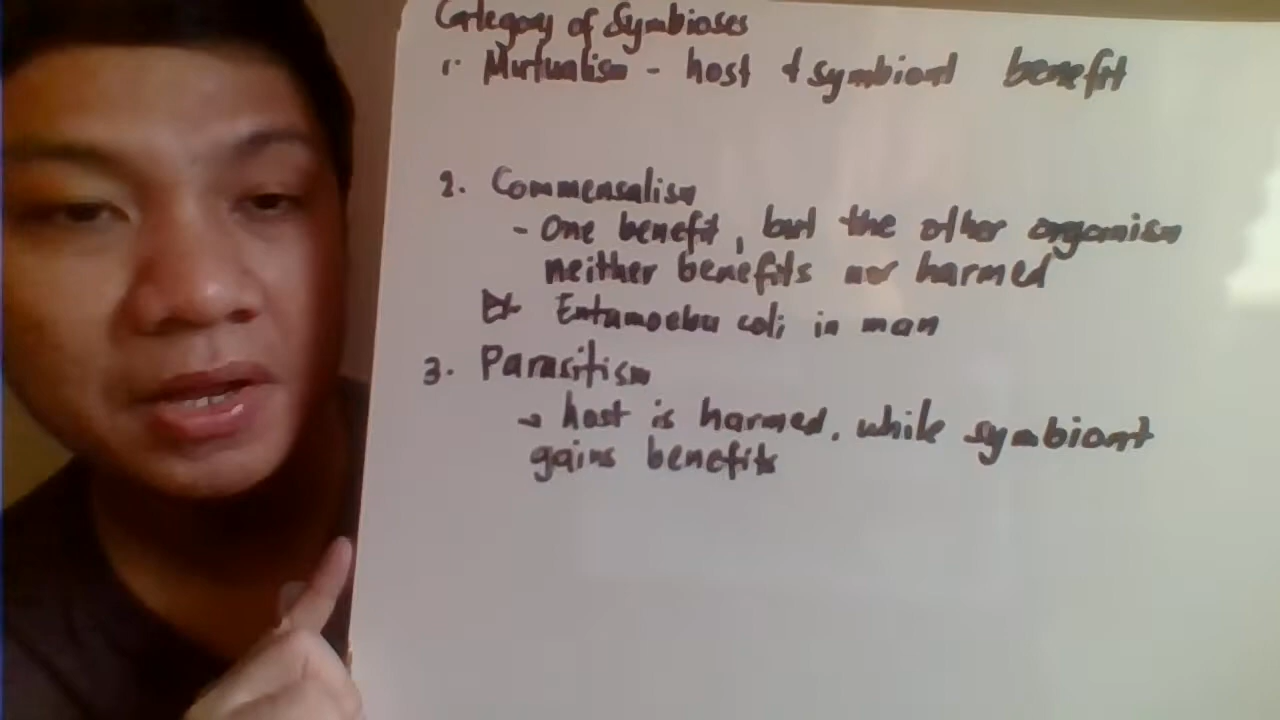 Category of Symbioses
1. Mutualism - host & symbiont benefit
2. Commensalism
- One benefit, but the other organism
neither benefits nor harmed
Ex Entamoeba coli in man
3. Parasitism
→ host is harmed, while symbiont
gains benefits